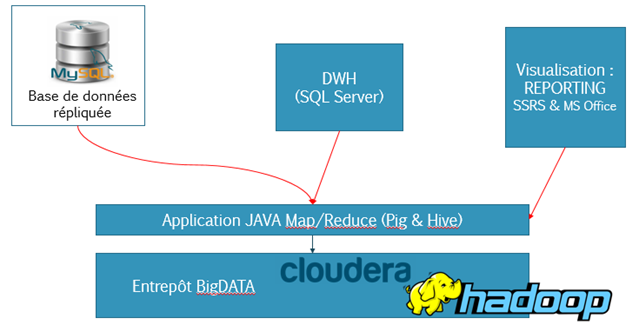 MySQL
Base de données
répliquée
DWH
(SQL Server)
Visualisation :
REPORTING
SSRS & MS Office
Application JAVA Map/Reduce (Pig & Hive)
cloudera
Entrepôt BigDATA
hadoop